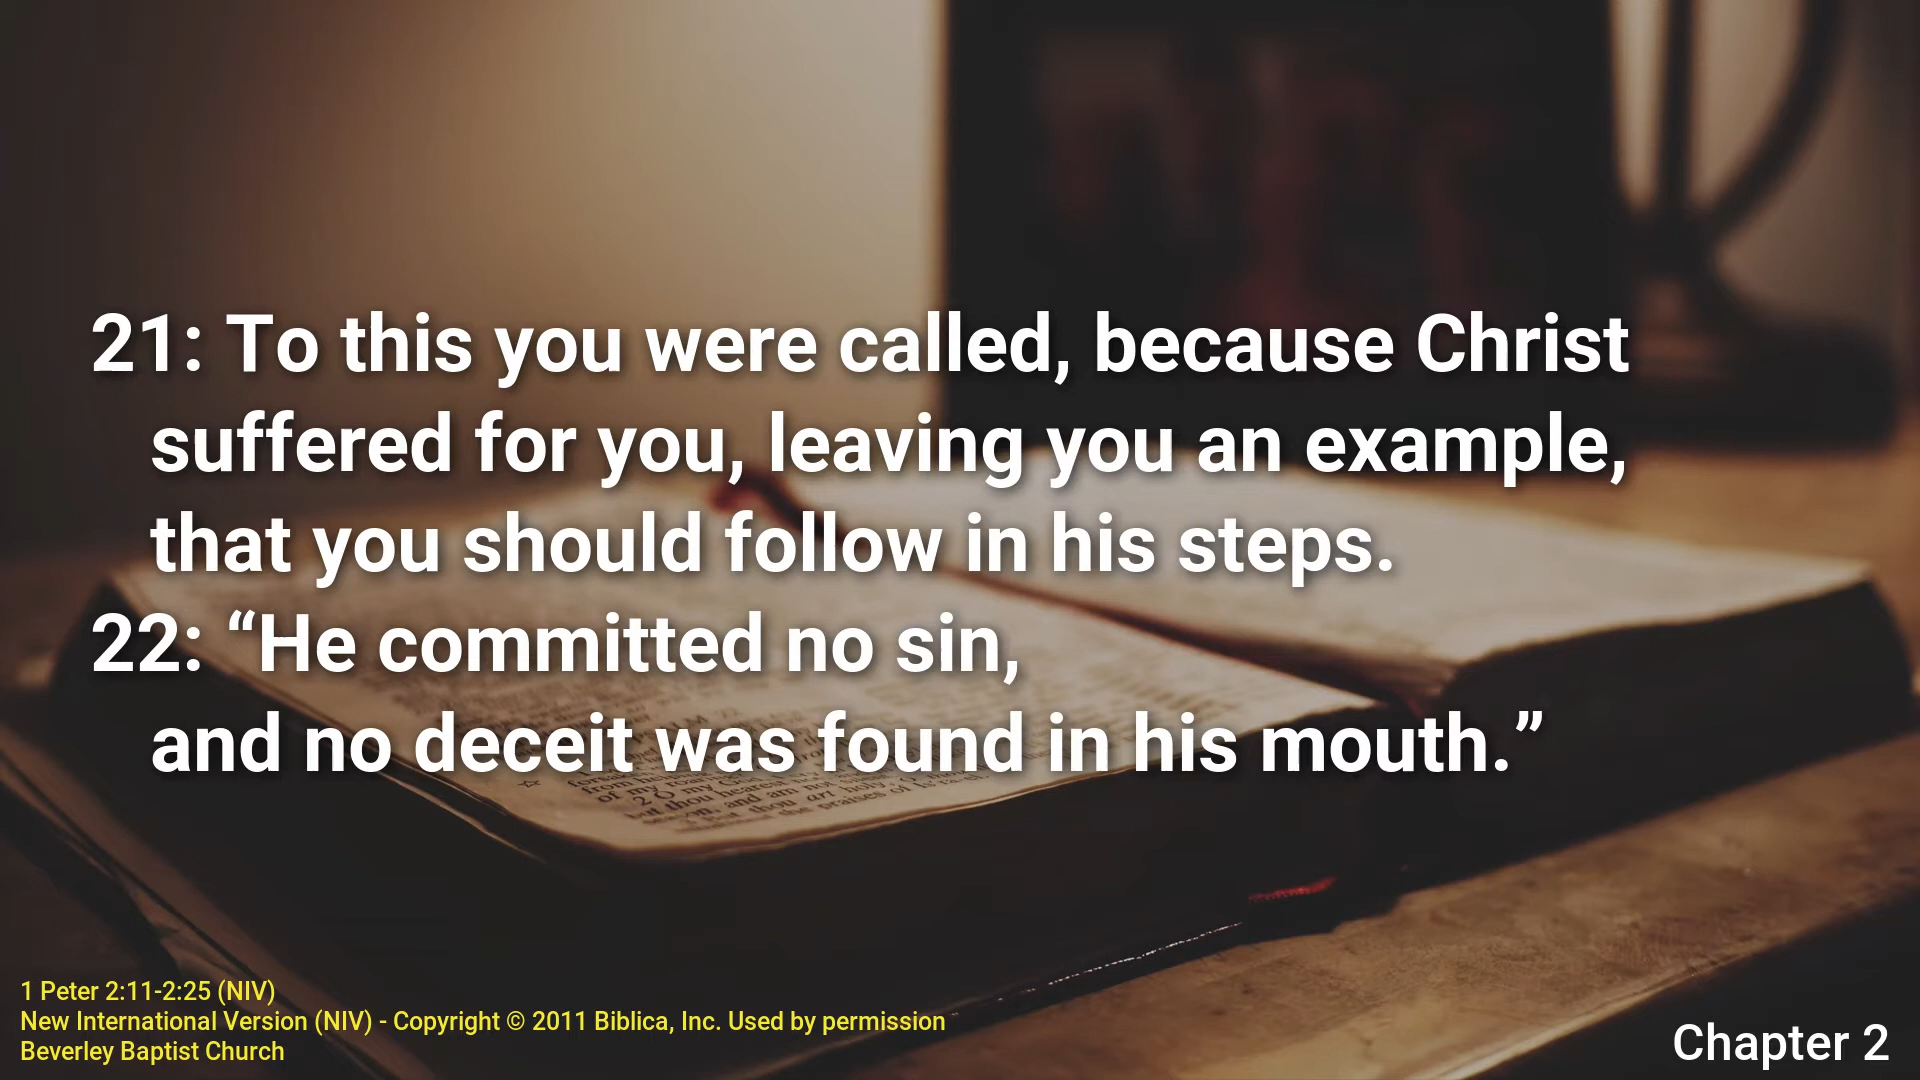 21: To this you were called, because Christ
suffered for you, leaving you an example,
that you should follow in his steps.
22: “He committed no sin,
and no deceit was found in his mouth.”
1 Peter 2:11-2:25 (NIV)
New International Version (NIV) - Copyright © 2011 Biblica, Inc. Used by permission
Beverley Baptist Church
Chapter 2